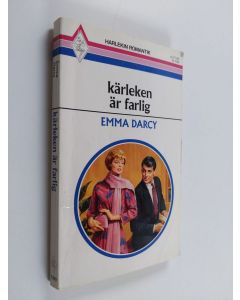 HARLEKIN ROMANTIK
kärleken
är farlig
EMMA DARCY
kärleken är farlig